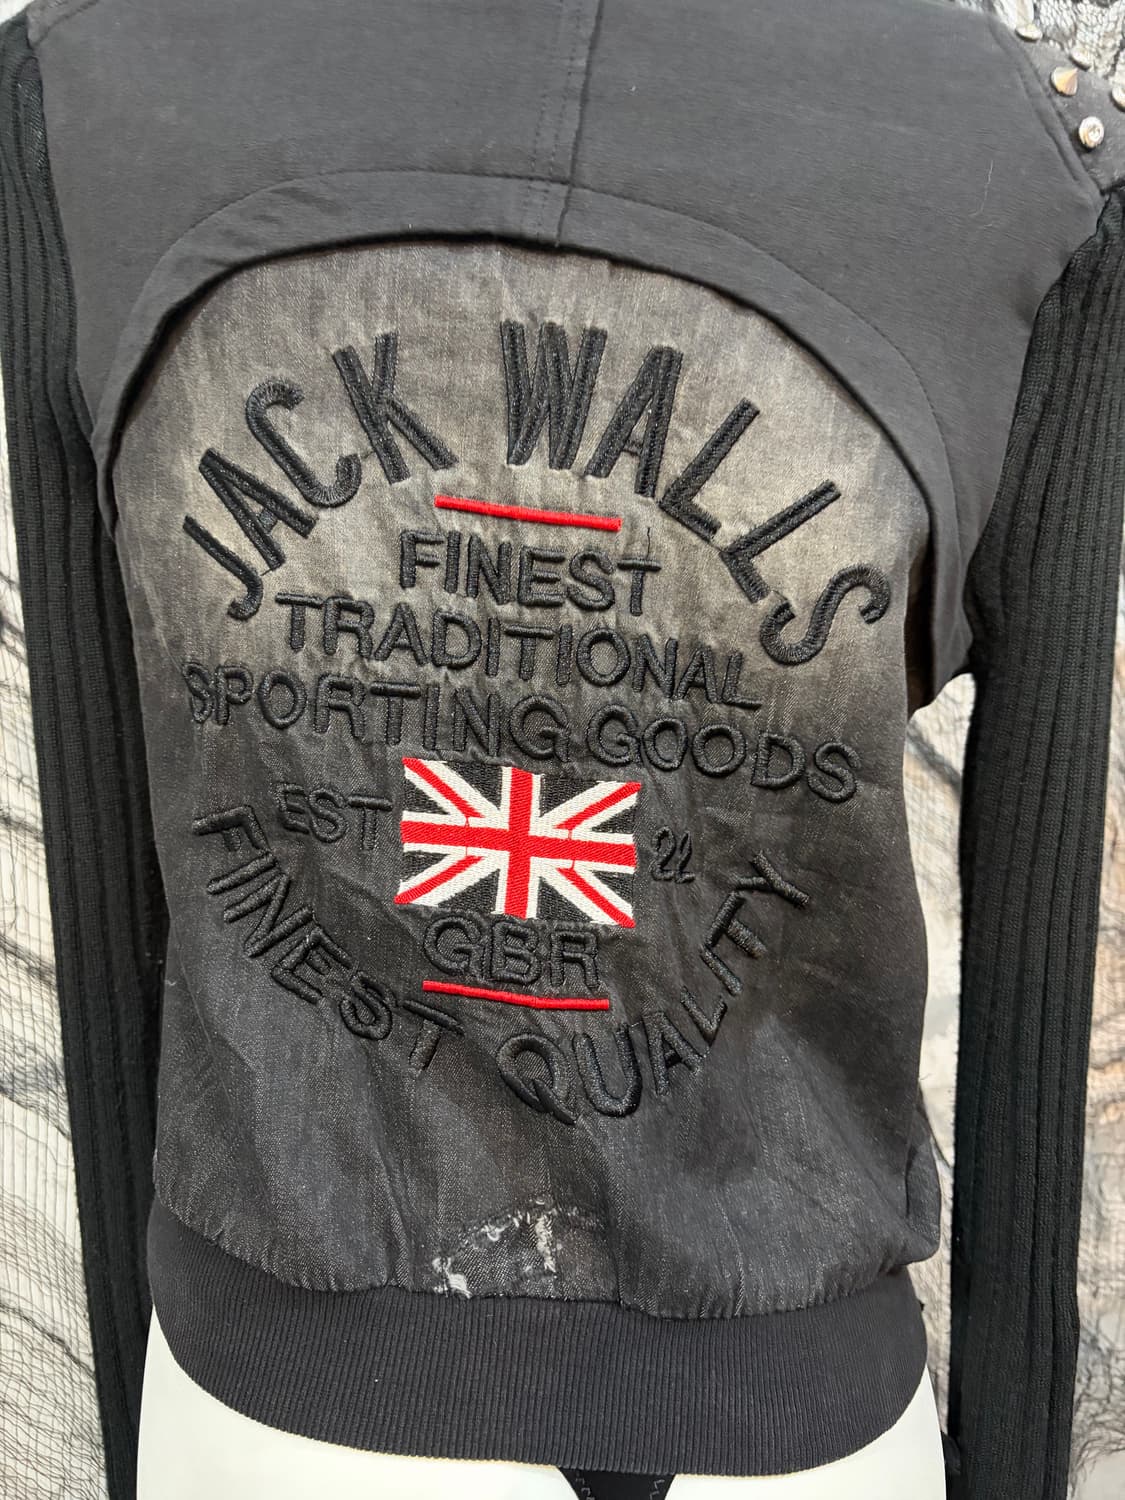 JACK WALLS
FINEST
TRADITIONAL
SPORTING GOODS
EST 22
GBR
FINEST QUALITY